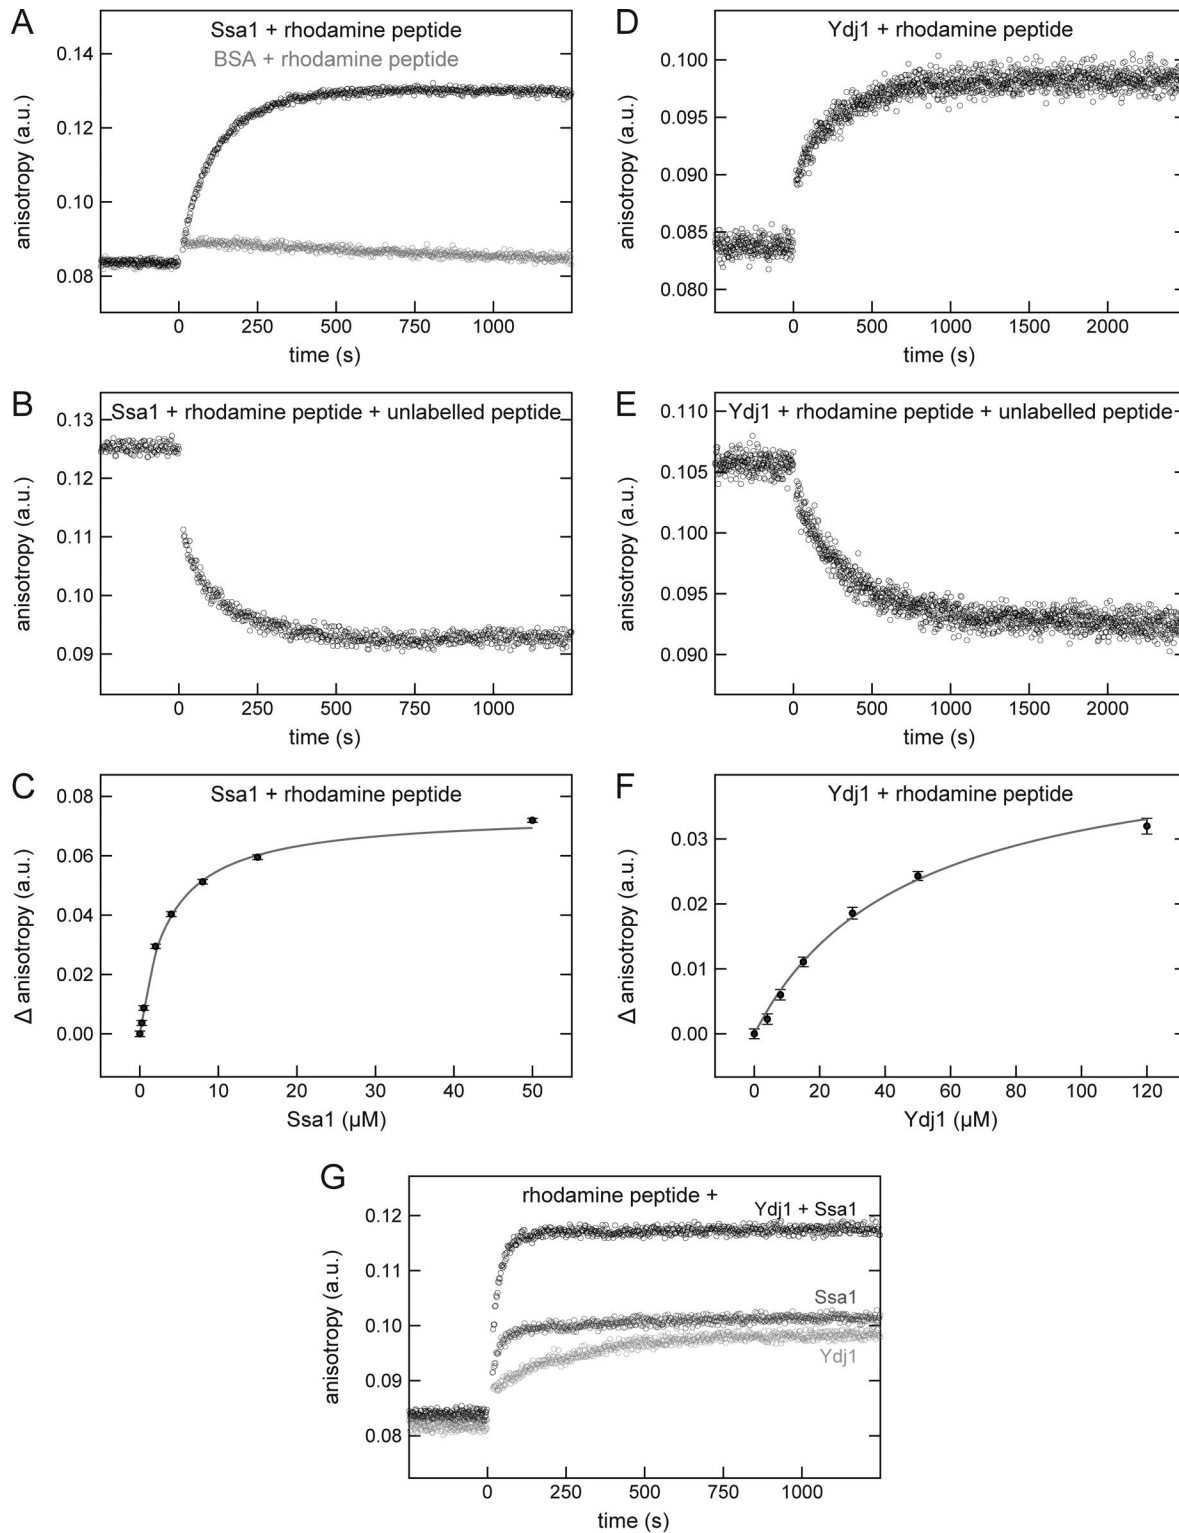 A
Ssa1 + rhodamine peptide
BSA + rhodamine peptide
anisotropy (a.u.)
0.14
0.12
0.10
0.08
0 250 500 750 1000
time (s)
D
Ydj1 + rhodamine peptide
anisotropy (a.u.)
0.100
0.095
0.090
0.085
0.080
0 500 1000 1500 2000
time (s)
B
Ssa1 + rhodamine peptide + unlabelled peptide
anisotropy (a.u.)
0.13
0.12
0.11
0.10
0.09
0 250 500 750 1000
time (s)
E
Ydj1 + rhodamine peptide + unlabelled peptide
anisotropy (a.u.)
0.110
0.105
0.100
0.095
0.090
0 500 1000 1500 2000
time (s)
C
Ssa1 + rhodamine peptide
Δ anisotropy (a.u.)
0.08
0.06
0.04
0.02
0.00
0 10 20 30 40 50
Ssa1 (µM)
F
Ydj1 + rhodamine peptide
Δ anisotropy (a.u.)
0.03
0.02
0.01
0.00
0 20 40 60 80 100 120
Ydj1 (µM)
G
rhodamine peptide +
Ydj1 + Ssa1
Ssa1
Ydj1
anisotropy (a.u.)
0.12
0.11
0.10
0.09
0.08
0 250 500 750 1000
time (s)